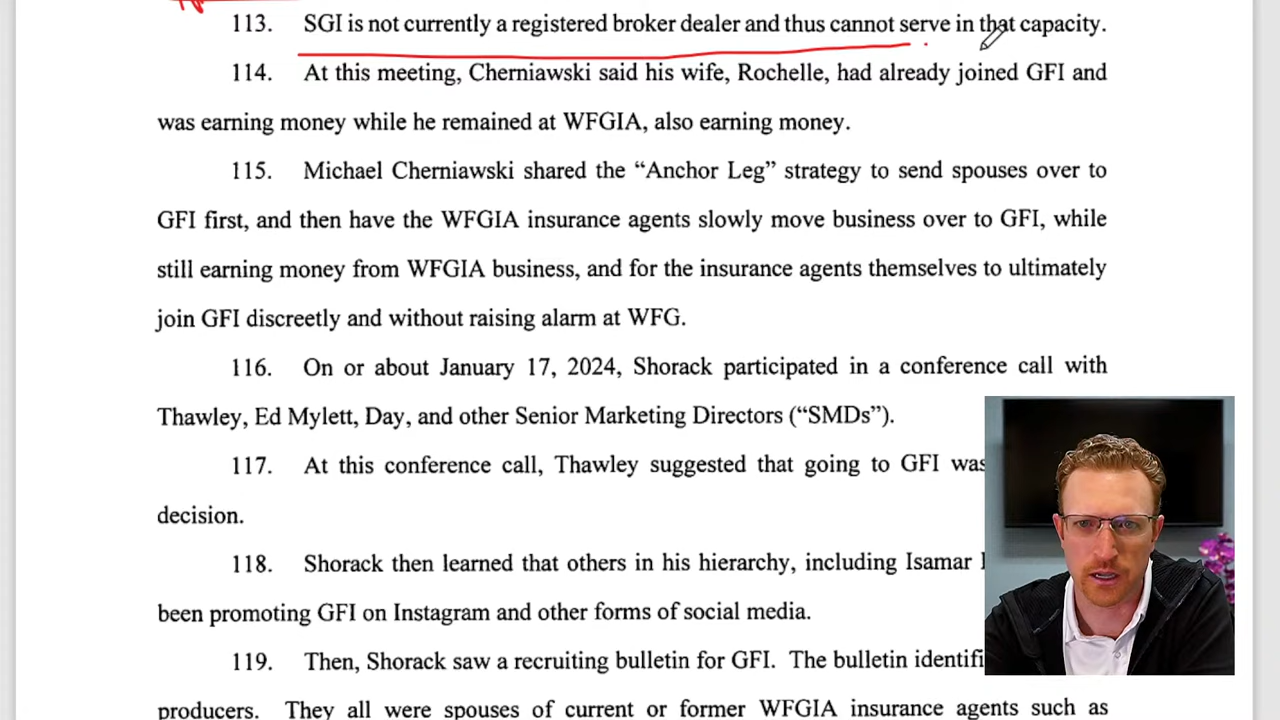 113. SGI is not currently a registered broker dealer and thus cannot serve in that capacity.
114. At this meeting, Cherniawski said his wife, Rochelle, had already joined GFI and
was earning money while he remained at WFGIA, also earning money.
115. Michael Cherniawski shared the “Anchor Leg” strategy to send spouses over to
GFI first, and then have the WFGIA insurance agents slowly move business over to GFI, while
still earning money from WFGIA business, and for the insurance agents themselves to ultimately
join GFI discreetly and without raising alarm at WFG.
116. On or about January 17, 2024, Shorack participated in a conference call with
Thawley, Ed Mylett, Day, and other Senior Marketing Directors (“SMDs”).
117. At this conference call, Thawley suggested that going to GFI was
decision.
118. Shorack then learned that others in his hierarchy, including Isamar
been promoting GFI on Instagram and other forms of social media.
119. Then, Shorack saw a recruiting bulletin for GFI. The bulletin
producers. They all were spouses of current or former WFGIA insurance agents such as